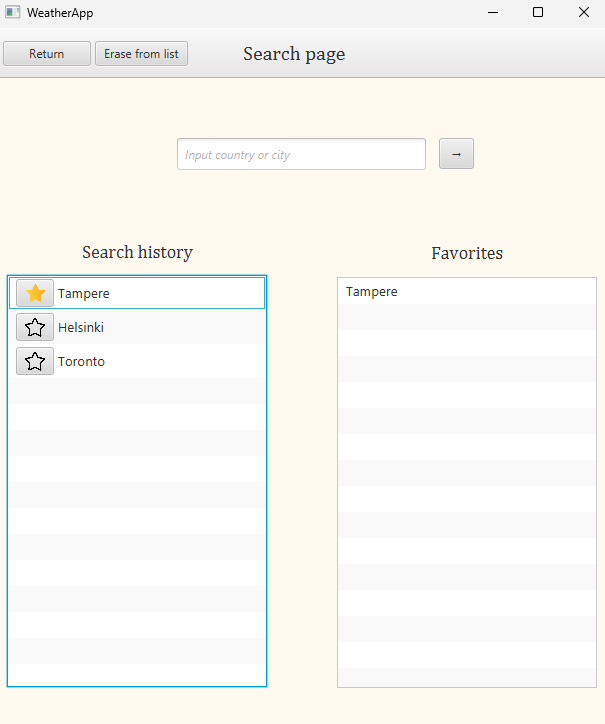 WeatherApp
Return
Erase from list
Search page
Input country or city
→
Search history
Favorites
Tampere
Helsinki
Toronto
Tampere